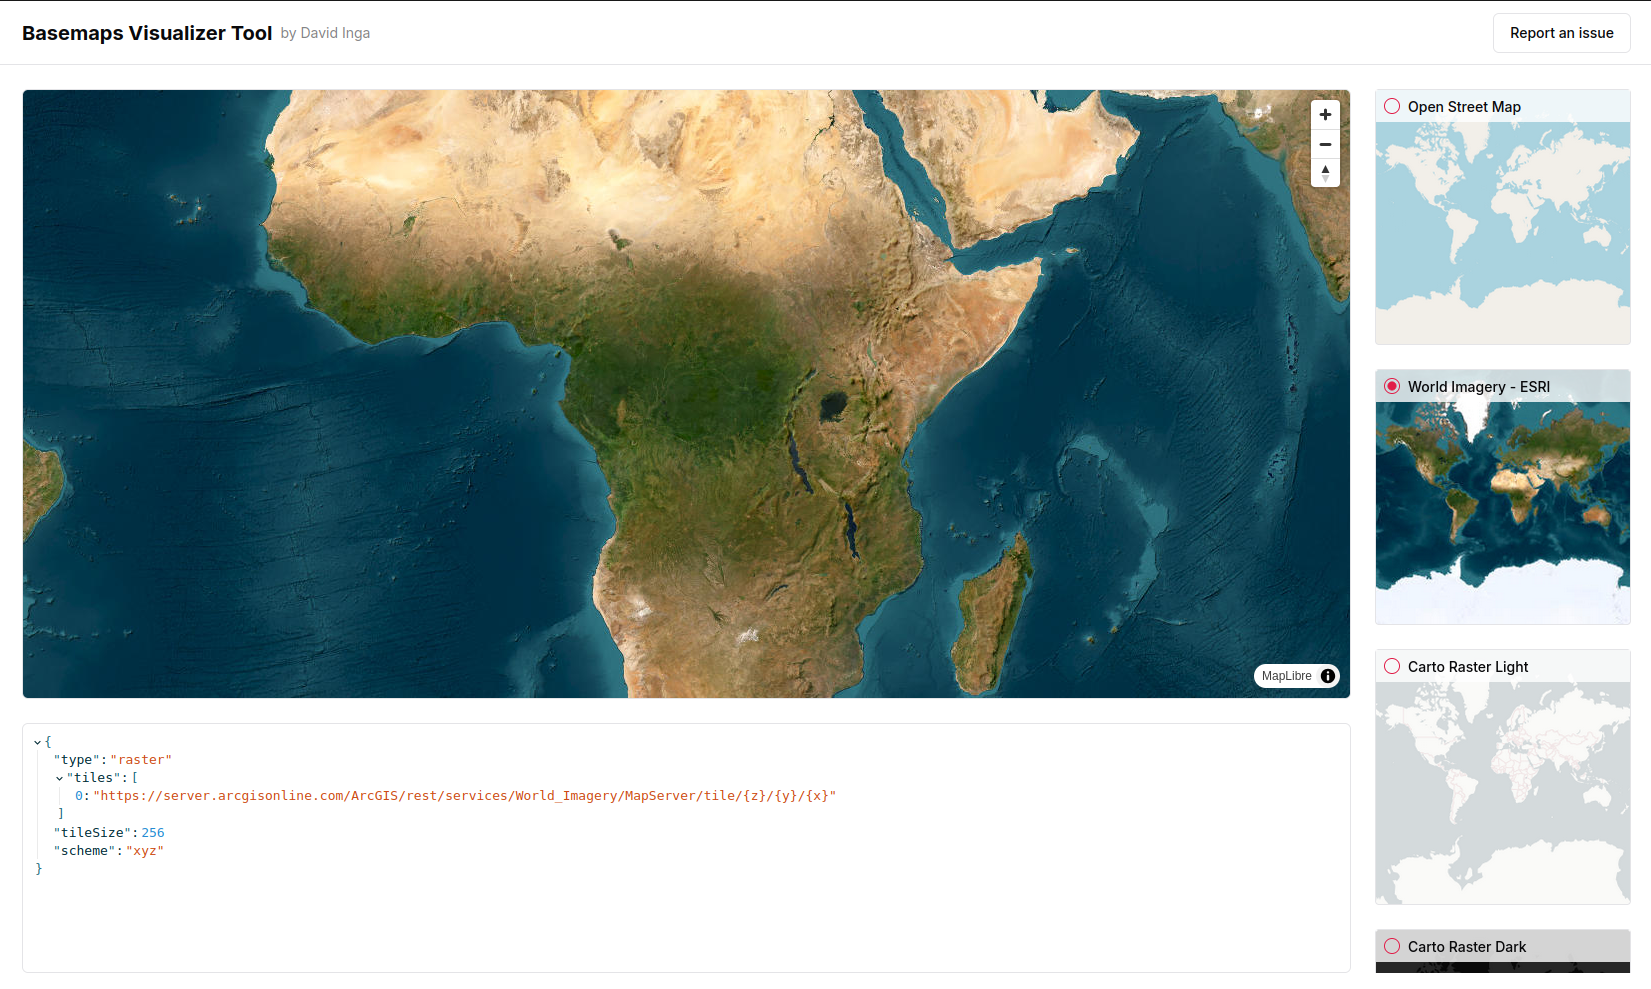 Basemaps Visualizer Tool by David Inga
Report an issue
MapLibre
{
"type":"raster"
"tiles":[
0:"https://server.arcgisonline.com/ArcGIS/rest/services/World_Imagery/MapServer/tile/{z}/{y}/{x}"
]
"tileSize":256
"scheme":"xyz"
}
Open Street Map
World Imagery - ESRI
Carto Raster Light
Carto Raster Dark